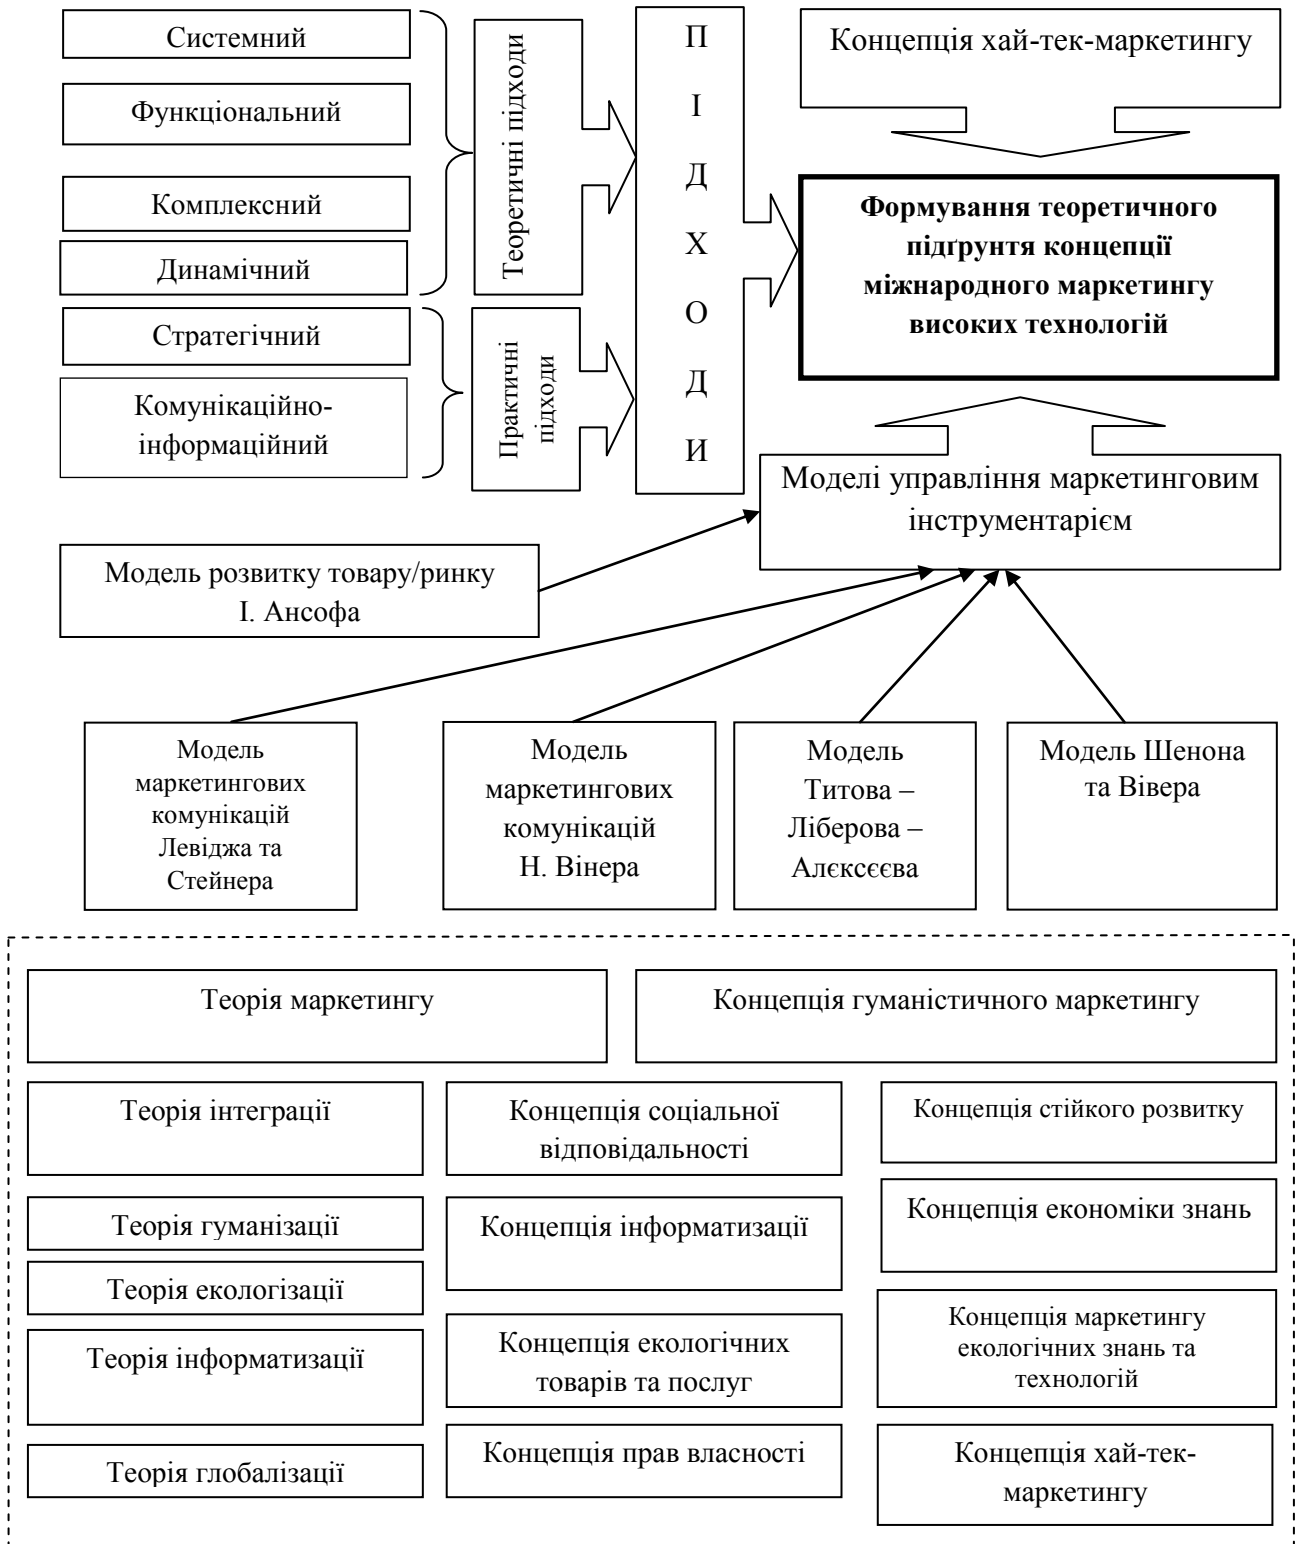 Системний
Функціональний
Комплексний
Динамічний
Стратегічний
Комунікаційно-
інформаційний
Теоретичні підходи
Практичні
підходи
П
І
Д
Х
О
Д
И
Концепція хай-тек-маркетингу
Формування теоретичного
підґрунтя концепції
міжнародного маркетингу
високих технологій
Моделі управління маркетинговим
інструментарієм
Модель розвитку товару/ринку
І. Ансофа
Модель
маркетингових
комунікацій
Левіджа та
Стейнера
Модель
маркетингових
комунікацій
Н. Вінера
Модель
Титова –
Ліберова –
Алєксєєва
Модель Шенона
та Вівера
Теорія маркетингу
Концепція гуманістичного маркетингу
Теорія інтеграції
Теорія гуманізації
Теорія екологізації
Теорія інформатизації
Теорія глобалізації
Концепція соціальної
відповідальності
Концепція інформатизації
Концепція екологічних
товарів та послуг
Концепція прав власності
Концепція стійкого розвитку
Концепція економіки знань
Концепція маркетингу
екологічних знань та
технологій
Концепція хай-тек-
маркетингу